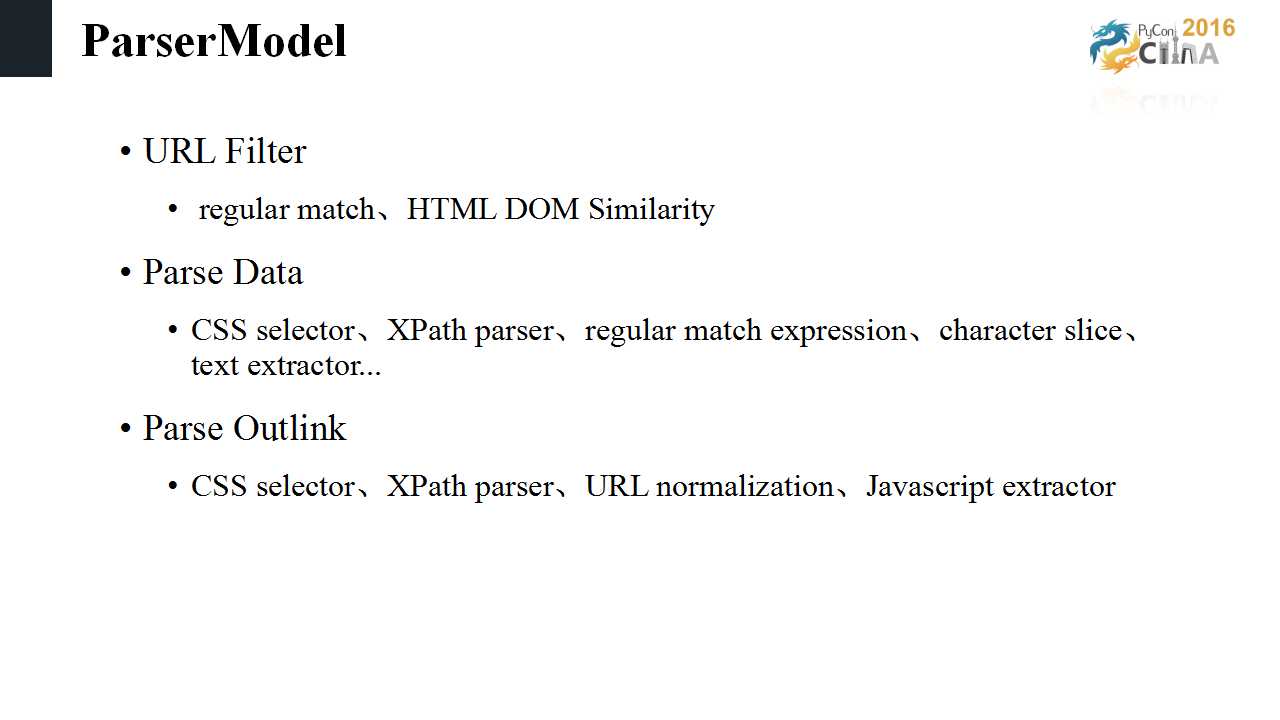 ParserModel
PyCon 2016
CHINA
• URL Filter
• regular match、HTML DOM Similarity
• Parse Data
• CSS selector、XPath parser、regular match expression、character slice、
text extractor...
• Parse Outlink
• CSS selector、XPath parser、URL normalization、Javascript extractor